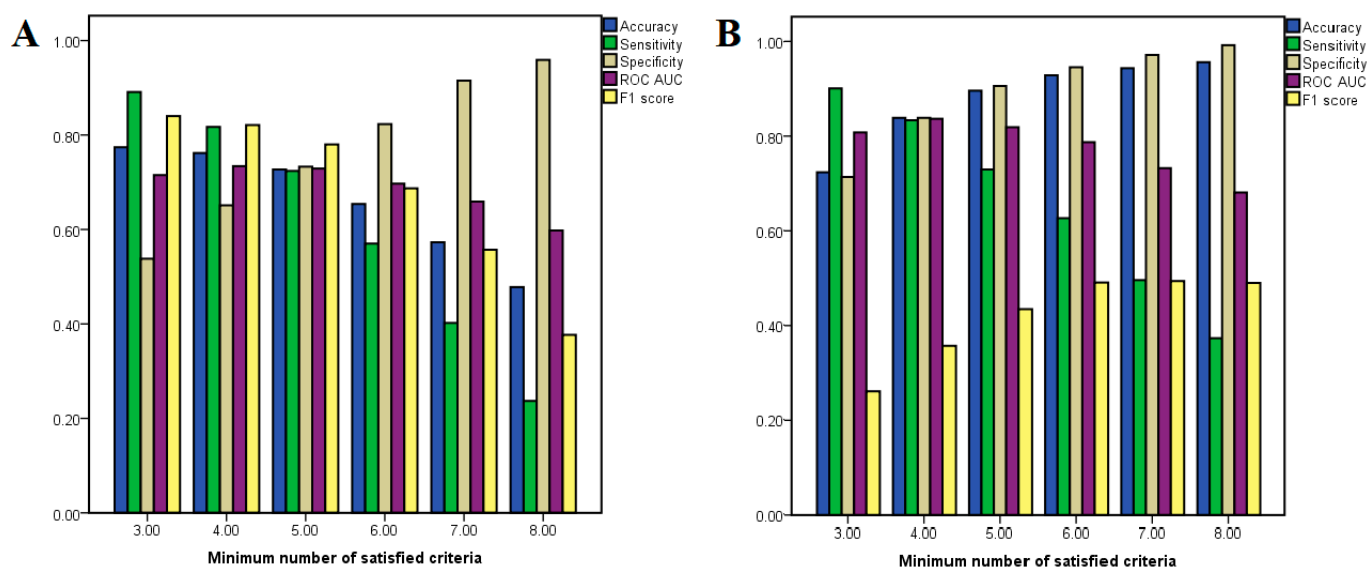 A
1.00
0.80
0.60
0.40
0.20
0.00
3.00 4.00 5.00 6.00 7.00 8.00
Minimum number of satisfied criteria
Accuracy
Sensitivity
Specificity
ROC AUC
F1 score
B
1.00
0.80
0.60
0.40
0.20
0.00
3.00 4.00 5.00 6.00 7.00 8.00
Minimum number of satisfied criteria
Accuracy
Sensitivity
Specificity
ROC AUC
F1 score